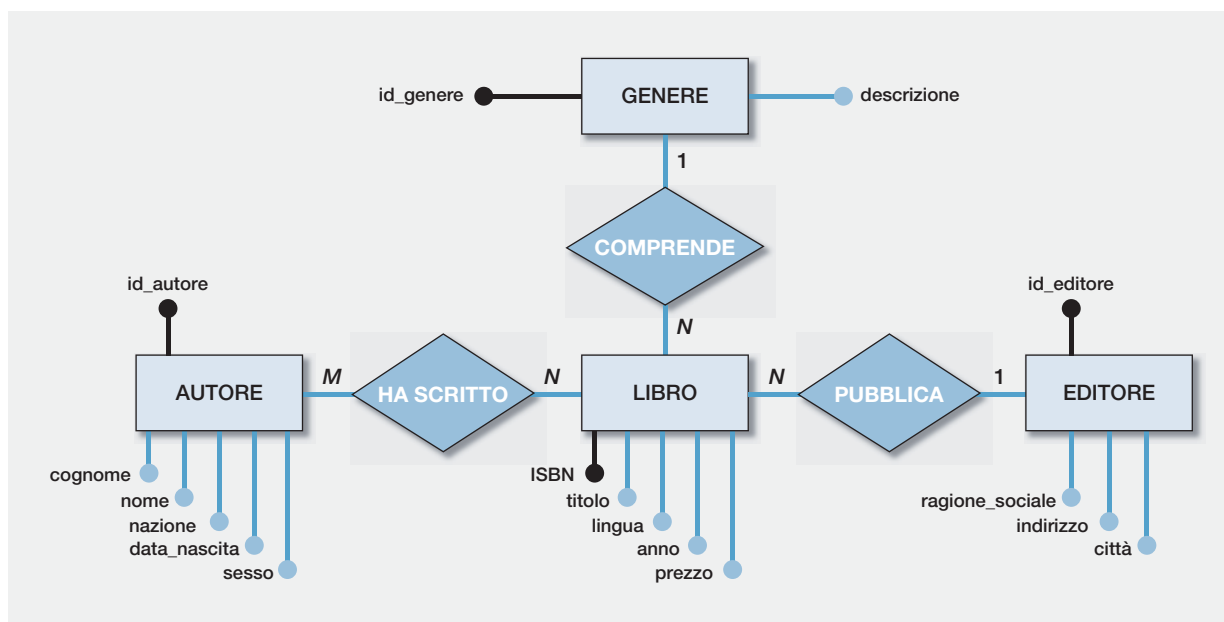 id_genere
GENERE
descrizione
1
COMPRENDE
N
id_autore
id_editore
AUTORE
M
HA SCRITTO
N
LIBRO
N
PUBBLICA
1
EDITORE
cognome
nome
nazione
data_nascita
sesso
ISBN
titolo
lingua
anno
prezzo
ragione_sociale
indirizzo
città